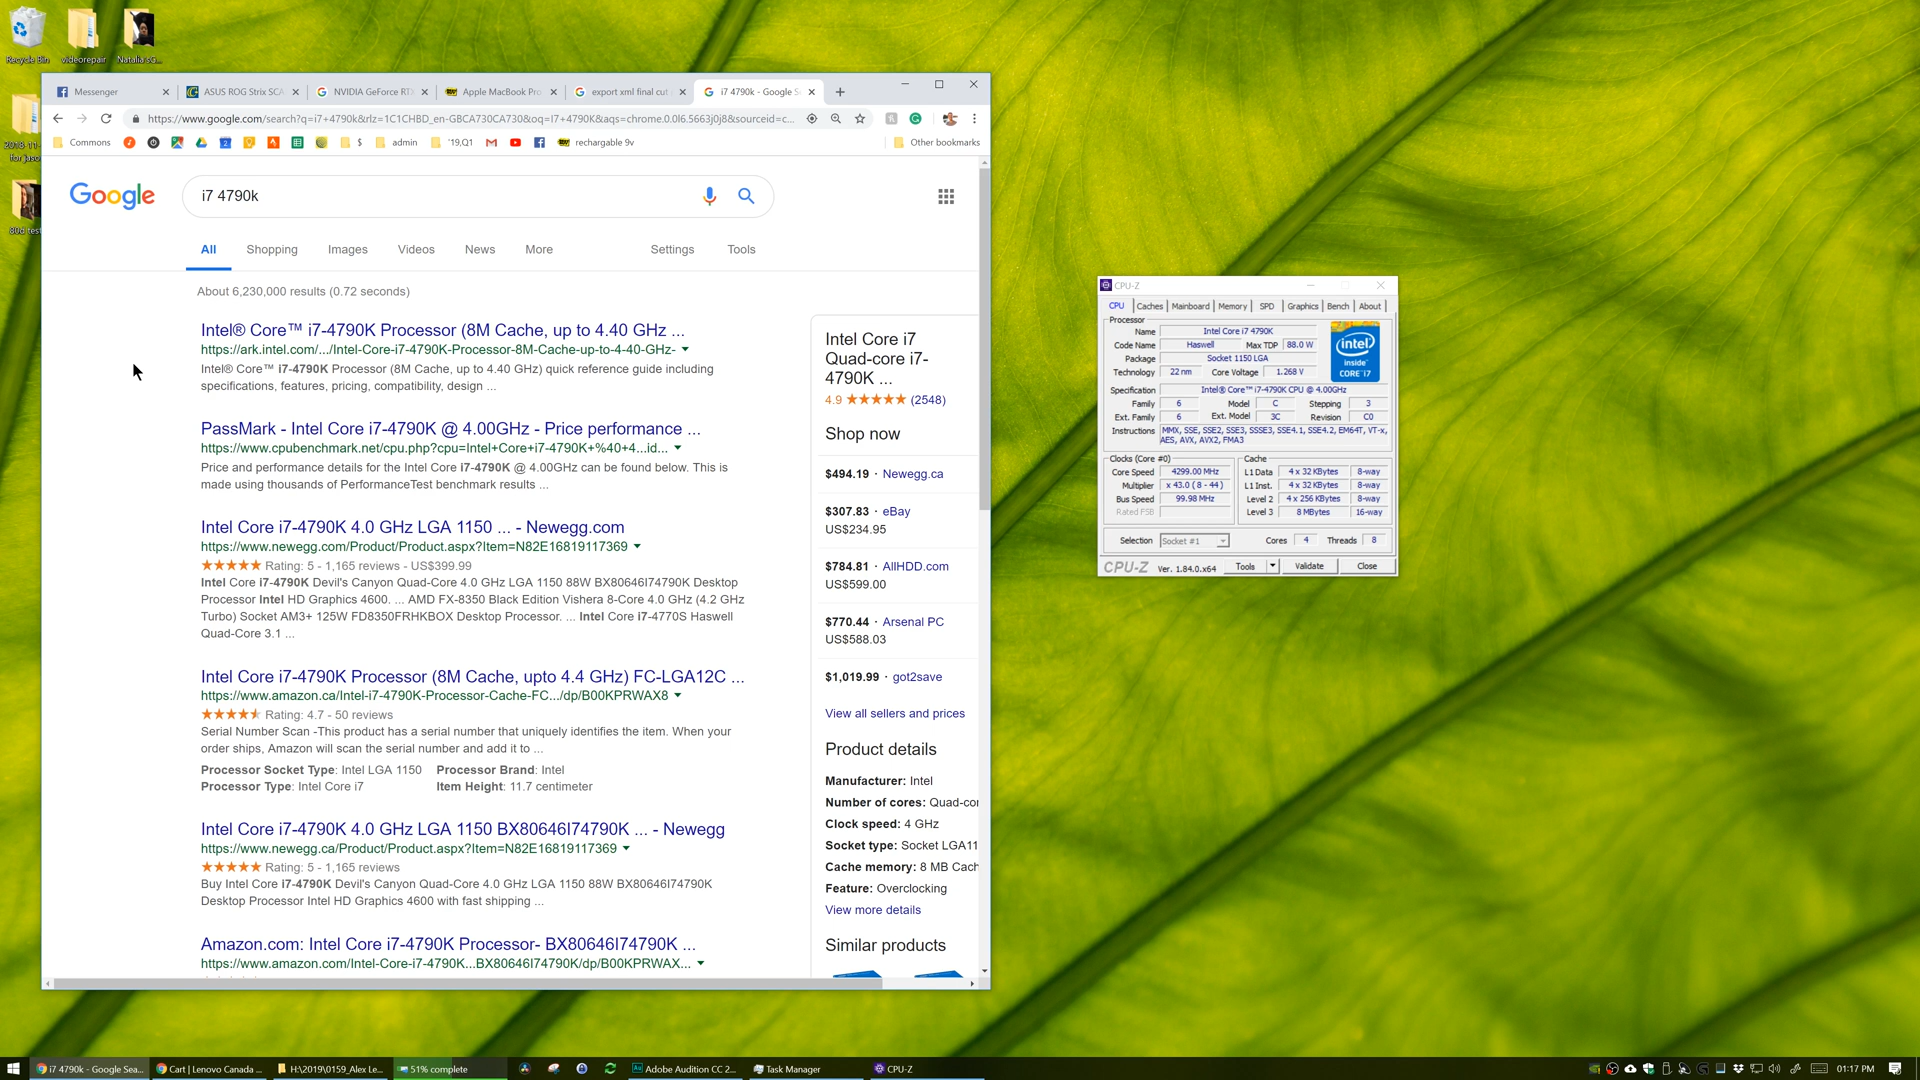 Recycle Bin
videorepair
Natalia sG...
2018-11-
for Jaso
80d test
Messenger
ASUS ROG Strix SCA
NVIDIA GeForce RTX
Apple MacBook Pro
export xml final cut
i7 4790k - Google S
https://www.google.com/search?q=i7+4790k&rlz=1C1CHBD_en-GBCA730CA730&oq=I7+4790K&aqs=chrome.0.0l6.5663j0j8&sourceid=c...
Commons
$
admin
'19,Q1
rechargable 9v
Other bookmarks
Google
i7 4790k
All
Shopping
Images
Videos
News
More
Settings
Tools
About 6,230,000 results (0.72 seconds)
Intel® Core™ i7-4790K Processor (8M Cache, up to 4.40 GHz ...
https://ark.intel.com/.../Intel-Core-i7-4790K-Processor-8M-Cache-up-to-4-40-GHz-
Intel® Core™ i7-4790K Processor (8M Cache, up to 4.40 GHz) quick reference guide including
specifications, features, pricing, compatibility, design ...
PassMark - Intel Core i7-4790K @ 4.00GHz - Price performance ...
https://www.cpubenchmark.net/cpu.php?cpu=Intel+Core+i7-4790K+%40+4...id...
Price and performance details for the Intel Core i7-4790K @ 4.00GHz can be found below. This is
made using thousands of PerformanceTest benchmark results ...
Intel Core i7-4790K 4.0 GHz LGA 1150 ... - Newegg.com
https://www.newegg.com/Product/Product.aspx?Item=N82E16819117369
Rating: 5 - 1,165 reviews - US$399.99
Intel Core i7-4790K Devil's Canyon Quad-Core 4.0 GHz LGA 1150 88W BX80646I74790K Desktop
Processor Intel HD Graphics 4600. ... AMD FX-8350 Black Edition Vishera 8-Core 4.0 GHz (4.2 GHz
Turbo) Socket AM3+ 125W FD8350FRHKBOX Desktop Processor. ... Intel Core i7-4770S Haswell
Quad-Core 3.1 ...
Intel Core i7-4790K Processor (8M Cache, upto 4.4 GHz) FC-LGA12C ...
https://www.amazon.ca/Intel-i7-4790K-Processor-Cache-FC.../dp/B00KPRWAX8
Rating: 4.7 - 50 reviews
Serial Number Scan -This product has a serial number that uniquely identifies the item. When your
order ships, Amazon will scan the serial number and add it to ...
Processor Socket Type: Intel LGA 1150 Processor Brand: Intel
Processor Type: Intel Core i7 Item Height: 11.7 centimeter
Intel Core i7-4790K 4.0 GHz LGA 1150 BX80646I74790K ... - Newegg
https://www.newegg.ca/Product/Product.aspx?Item=N82E16819117369
Rating: 5 - 1,165 reviews
Buy Intel Core i7-4790K Devil's Canyon Quad-Core 4.0 GHz LGA 1150 88W BX80646I74790K
Desktop Processor Intel HD Graphics 4600 with fast shipping ...
Amazon.com: Intel Core i7-4790K Processor- BX80646I74790K ...
https://www.amazon.com/Intel-Core-i7-4790K...BX80646I74790K/dp/B00KPRWAX...
Intel Core i7
Quad-core i7-
4790K ...
4.9 (2548)
Shop now
$494.19 · Newegg.ca
$307.83 · eBay
US$234.95
$784.81 · AllHDD.com
US$599.00
$770.44 · Arsenal PC
US$588.03
$1,019.99 · got2save
View all sellers and prices
Product details
Manufacturer: Intel
Number of cores: Quad-cor
Clock speed: 4 GHz
Socket type: Socket LGA11
Cache memory: 8 MB Cach
Feature: Overclocking
View more details
Similar products
CPU-Z
CPU Caches Mainboard Memory SPD Graphics Bench About
Processor
Name Intel Core i7 4790K
Code Name Haswell Max TDP 88.0 W
Package Socket 1150 LGA
Technology 22 nm Core Voltage 1.268 V
intel
inside
CORE i7
Specification Intel® Core™ i7-4790K CPU @ 4.00GHz
Family 6 Model C Stepping 3
Ext. Family 6 Ext. Model 3C Revision C0
Instructions MMX, SSE, SSE2, SSE3, SSSE3, SSE4.1, SSE4.2, EM64T, VT-x,
AES, AVX, AVX2, FMA3
Clocks (Core #0)
Core Speed 4299.00 MHz
Multiplier x 43.0 ( 8 - 44 )
Bus Speed 99.98 MHz
Rated FSB
Cache
L1 Data 4 x 32 KBytes 8-way
L1 Inst. 4 x 32 KBytes 8-way
Level 2 4 x 256 KBytes 8-way
Level 3 8 MBytes 16-way
Selection Socket #1 Cores 4 Threads 8
CPU-Z Ver. 1.84.0.x64 Tools Validate Close
i7 4790k - Google Sea...
Cart | Lenovo Canada ...
H:\2019\0159_Alex Le...
51% complete
Adobe Audition CC 2...
Task Manager
CPU-Z
01:17 PM